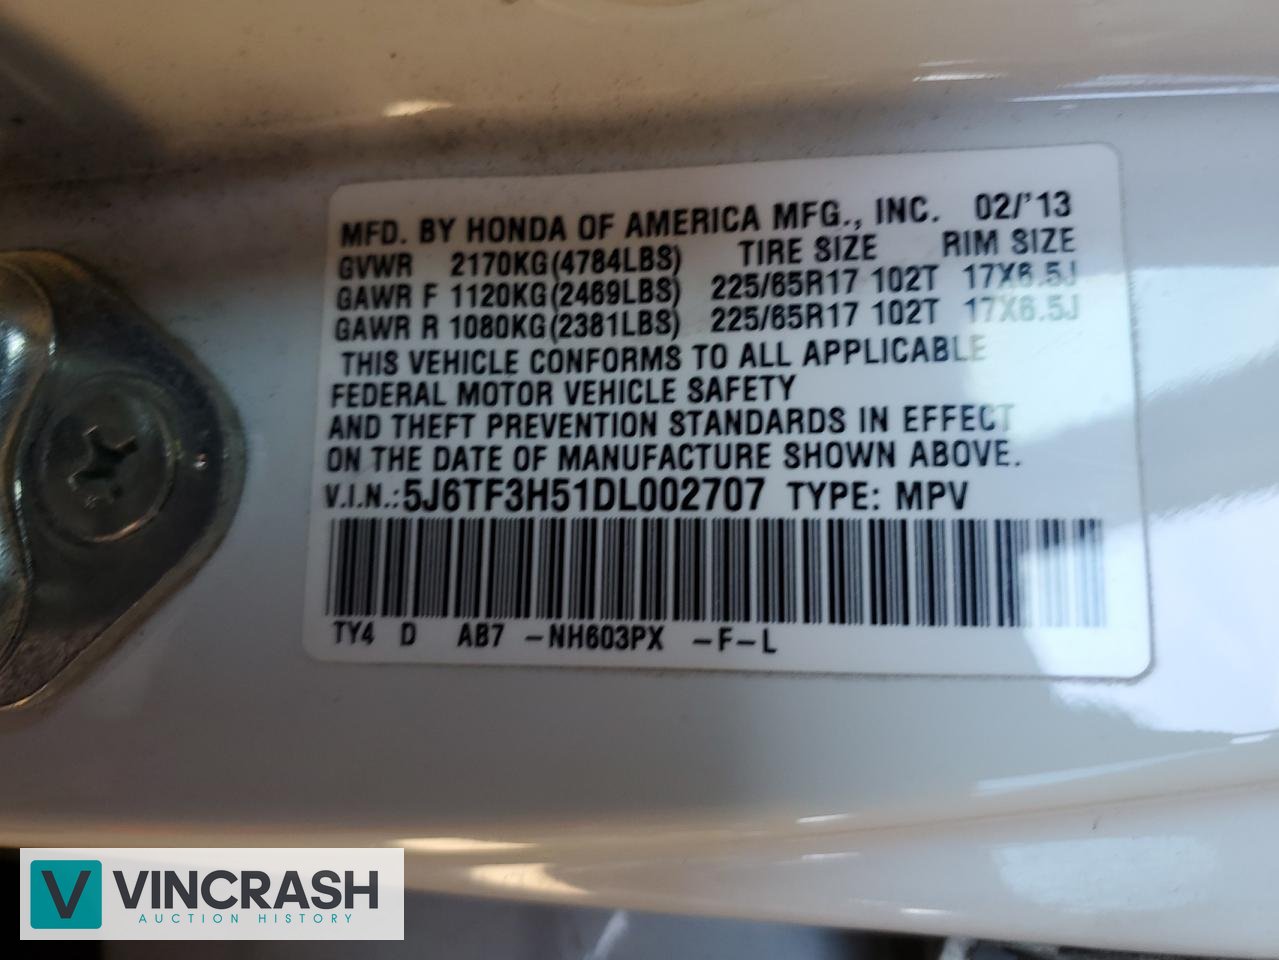 MFD. BY HONDA OF AMERICA MFG., INC. 02/'13
GVWR 2170KG(4784LBS) TIRE SIZE RIM SIZE
GAWR F 1120KG(2469LBS) 225/65R17 102T 17X6.5J
GAWR R 1080KG(2381LBS) 225/65R17 102T 17X6.5J
THIS VEHICLE CONFORMS TO ALL APPLICABLE
FEDERAL MOTOR VEHICLE SAFETY
AND THEFT PREVENTION STANDARDS IN EFFECT
ON THE DATE OF MANUFACTURE SHOWN ABOVE.
V.I.N.:5J6TF3H51DL002707 TYPE: MPV
TY4 D AB7 -NH603PX -F-L
V VINCRASH
AUCTION HISTORY